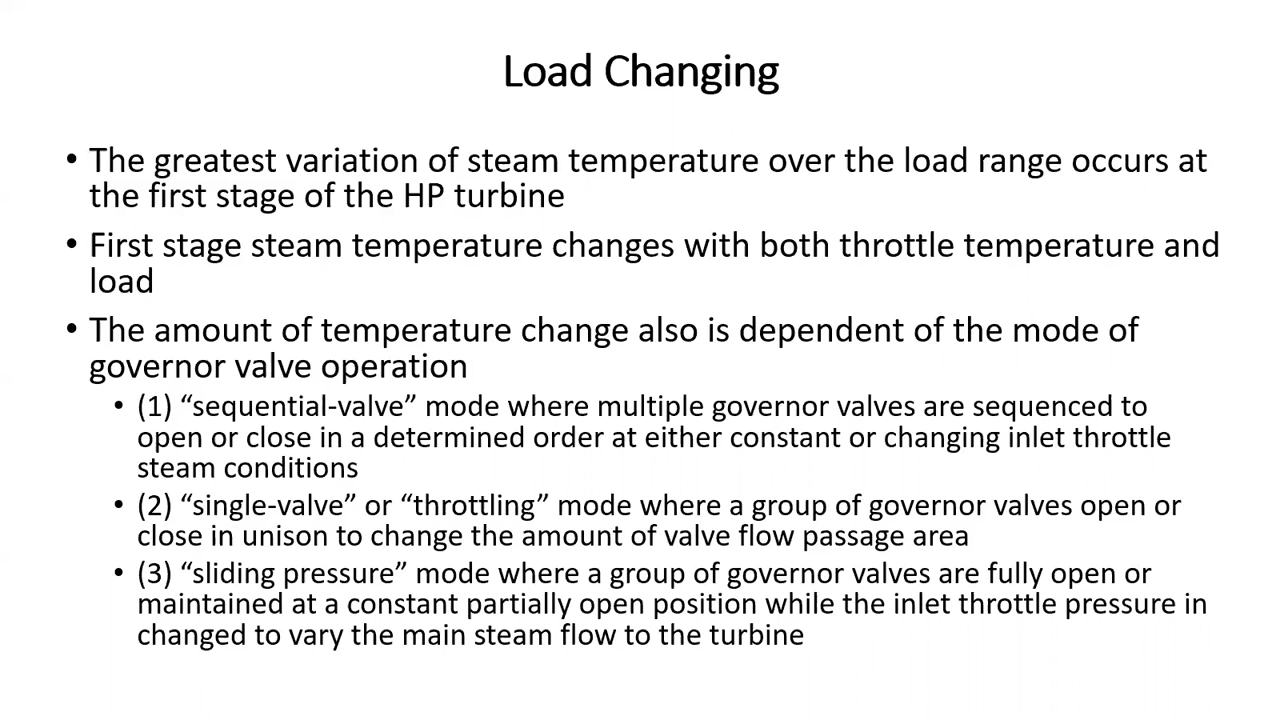 Load Changing
• The greatest variation of steam temperature over the load range occurs at
the first stage of the HP turbine
• First stage steam temperature changes with both throttle temperature and
load
• The amount of temperature change also is dependent of the mode of
governor valve operation
• (1) “sequential-valve” mode where multiple governor valves are sequenced to
open or close in a determined order at either constant or changing inlet throttle
steam conditions
• (2) “single-valve” or “throttling” mode where a group of governor valves open or
close in unison to change the amount of valve flow passage area
• (3) “sliding pressure” mode where a group of governor valves are fully open or
maintained at a constant partially open position while the inlet throttle pressure in
changed to vary the main steam flow to the turbine